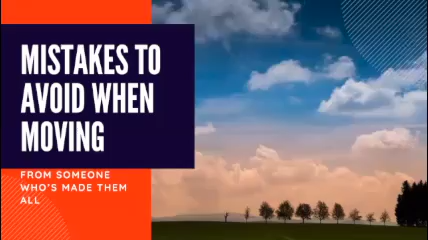 MISTAKES TO
AVOID WHEN
MOVING
FROM SOMEONE
WHO'S MADE THEM
ALL